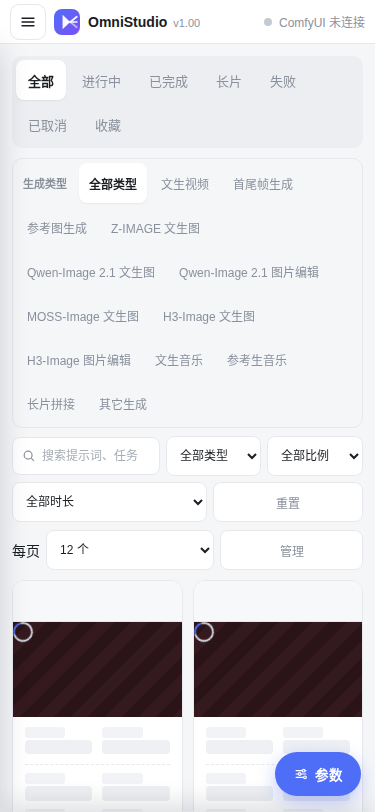 OmniStudio v1.00 ComfyUI 未连接
全部 进行中 已完成 长片 失败
已取消 收藏
生成类型 全部类型 文生视频 首尾帧生成
参考图生成 Z-IMAGE 文生图
Qwen-Image 2.1 文生图 Qwen-Image 2.1 图片编辑
MOSS-Image 文生图 H3-Image 文生图
H3-Image 图片编辑 文生音乐 参考生音乐
长片拼接 其它生成
搜索提示词、任务 全部类型 全部比例
全部时长 重置
每页 12 个 管理
参数